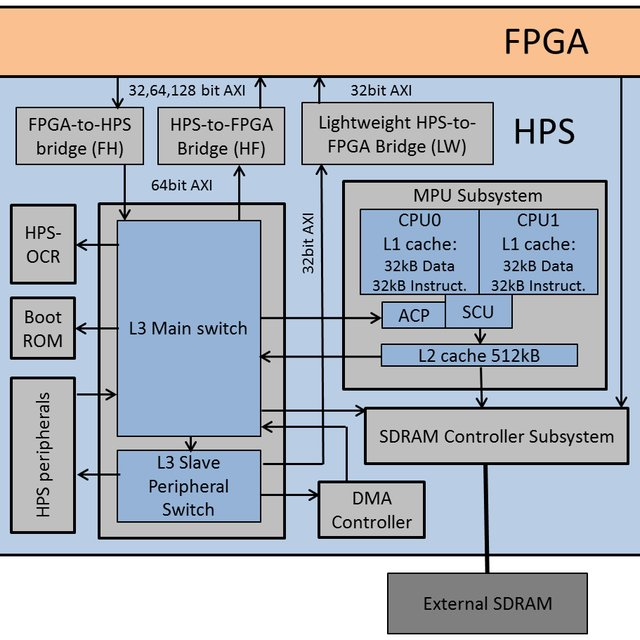 FPGA
32,64,128 bit AXI
32bit AXI
FPGA-to-HPS
bridge (FH)
HPS-to-FPGA
Bridge (HF)
Lightweight HPS-to-
FPGA Bridge (LW)
HPS
64bit AXI
32bit AXI
MPU Subsystem
CPU0
L1 cache:
32kB Data
32kB Instruct.
CPU1
L1 cache:
32kB Data
32kB Instruct.
HPS-
OCR
ACP
SCU
Boot
ROM
L3 Main switch
L2 cache 512kB
HPS peripherals
SDRAM Controller Subsystem
L3 Slave
Peripheral
Switch
DMA
Controller
External SDRAM